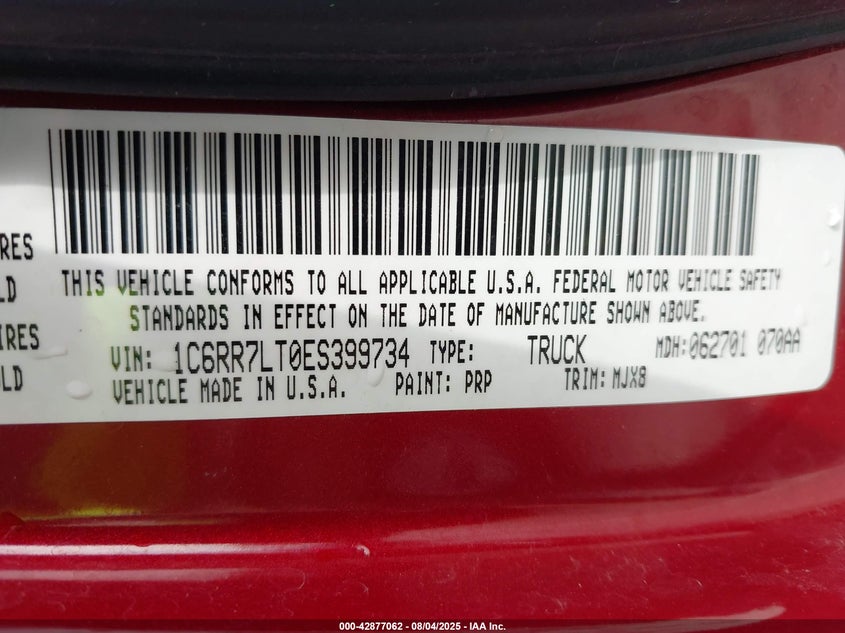 RES
LD
IRES
OLD
THIS VEHICLE CONFORMS TO ALL APPLICABLE U.S.A. FEDERAL MOTOR VEHICLE SAFETY
STANDARDS IN EFFECT ON THE DATE OF MANUFACTURE SHOWN ABOVE.
VIN: 1C6RR7LT0ES399734 TYPE: TRUCK MDH:062701 070AA
VEHICLE MADE IN U.S.A. PAINT: PRP TRIM: MJX8
000-42877062 - 08/04/2025 - IAA Inc.